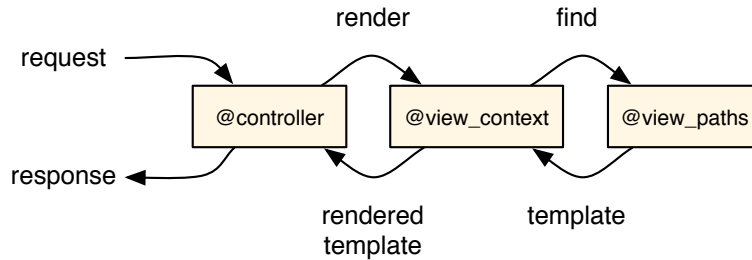 render
find
request
@controller
@view_context
@view_paths
response
rendered
template
template